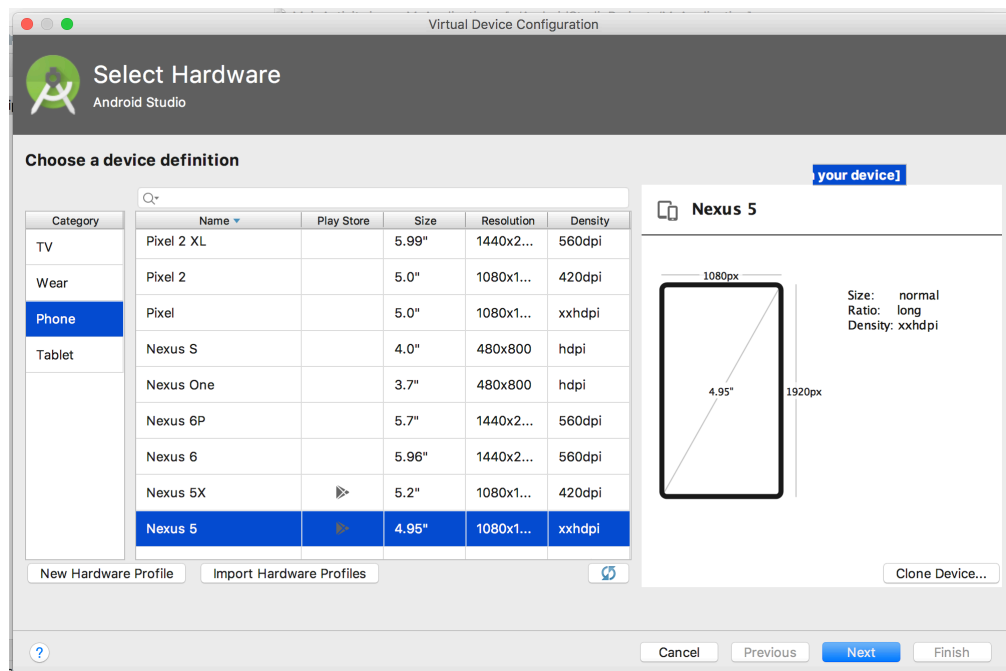 Virtual Device Configuration
Select Hardware
Android Studio
Choose a device definition
your device]
Category
TV
Wear
Phone
Tablet
Name Play Store Size Resolution Density
Pixel 2 XL 5.99" 1440x2... 560dpi
Pixel 2 5.0" 1080x1... 420dpi
Pixel 5.0" 1080x1... xxhdpi
Nexus S 4.0" 480x800 hdpi
Nexus One 3.7" 480x800 hdpi
Nexus 6P 5.7" 1440x2... 560dpi
Nexus 6 5.96" 1440x2... 560dpi
Nexus 5X 5.2" 1080x1... 420dpi
Nexus 5 4.95" 1080x1... xxhdpi
Nexus 5
1080px
4.95"
1920px
Size: normal
Ratio: long
Density: xxhdpi
New Hardware Profile
Import Hardware Profiles
Clone Device...
?
Cancel
Previous
Next
Finish